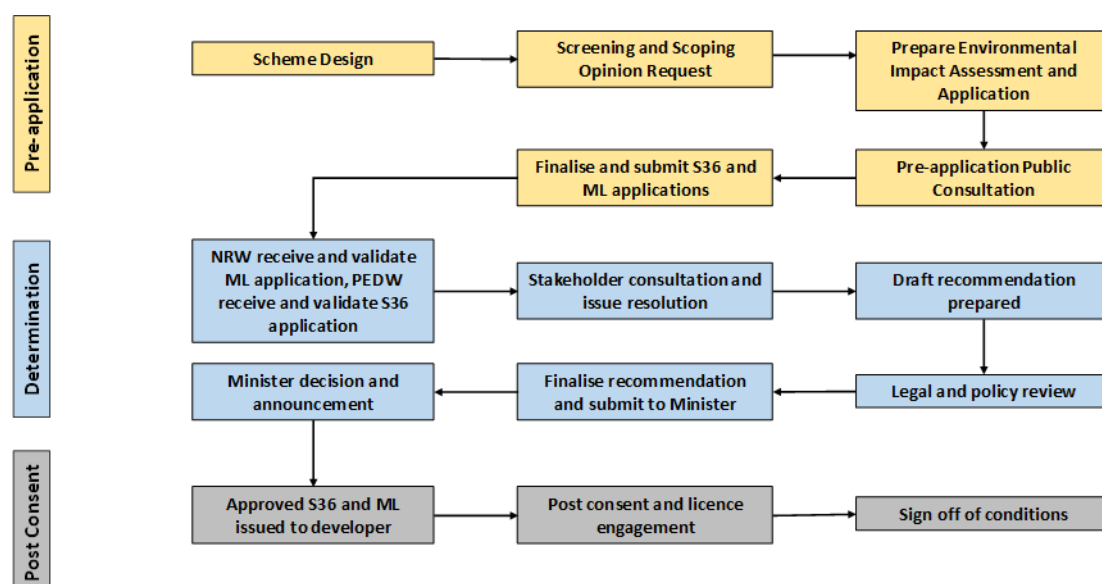 Pre-application
Scheme Design
Screening and Scoping
Opinion Request
Prepare Environmental
Impact Assessment and
Application
Finalise and submit S36 and
ML applications
Pre-application Public
Consultation
Determination
NRW receive and validate
ML application, PEDW
receive and validate S36
application
Stakeholder consultation and
issue resolution
Draft recommendation
prepared
Minister decision and
announcement
Finalise recommendation
and submit to Minister
Legal and policy review
Post Consent
Approved S36 and ML
issued to developer
Post consent and licence
engagement
Sign off of conditions